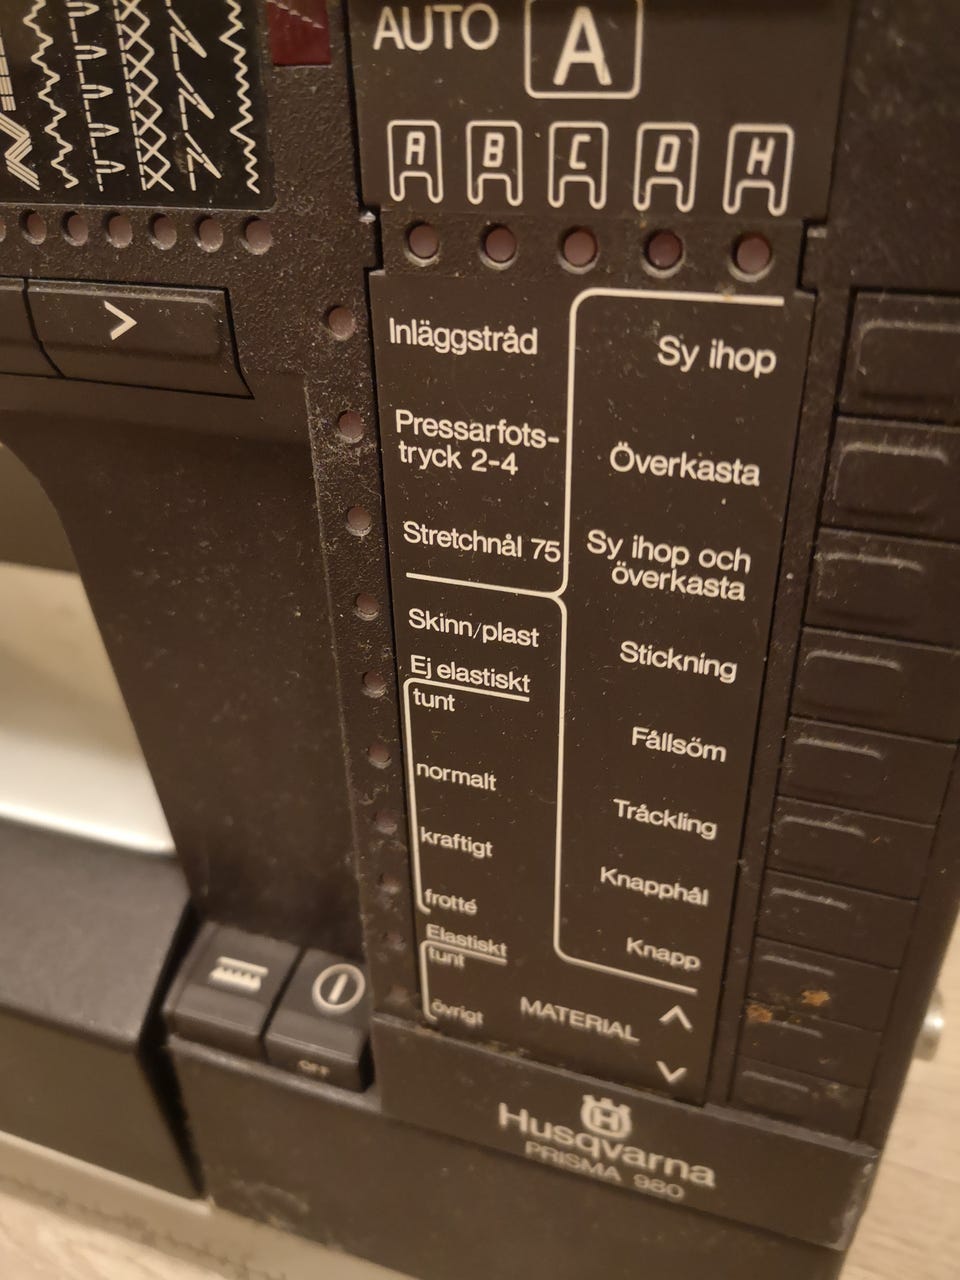 AUTO A
A B C D H
>
Inläggstråd
Pressarfots-
tryck 2-4
Stretchnål 75
Skinn/plast
Ej elastiskt
tunt
normalt
kraftigt
frotté
Elastiskt
tunt
övrigt
Sy ihop
Överkasta
Sy ihop och
överkasta
Stickning
Fållsöm
Tråckling
Knapphål
Knapp
MATERIAL
OFF
H
Husqvarna
PRISMA 980